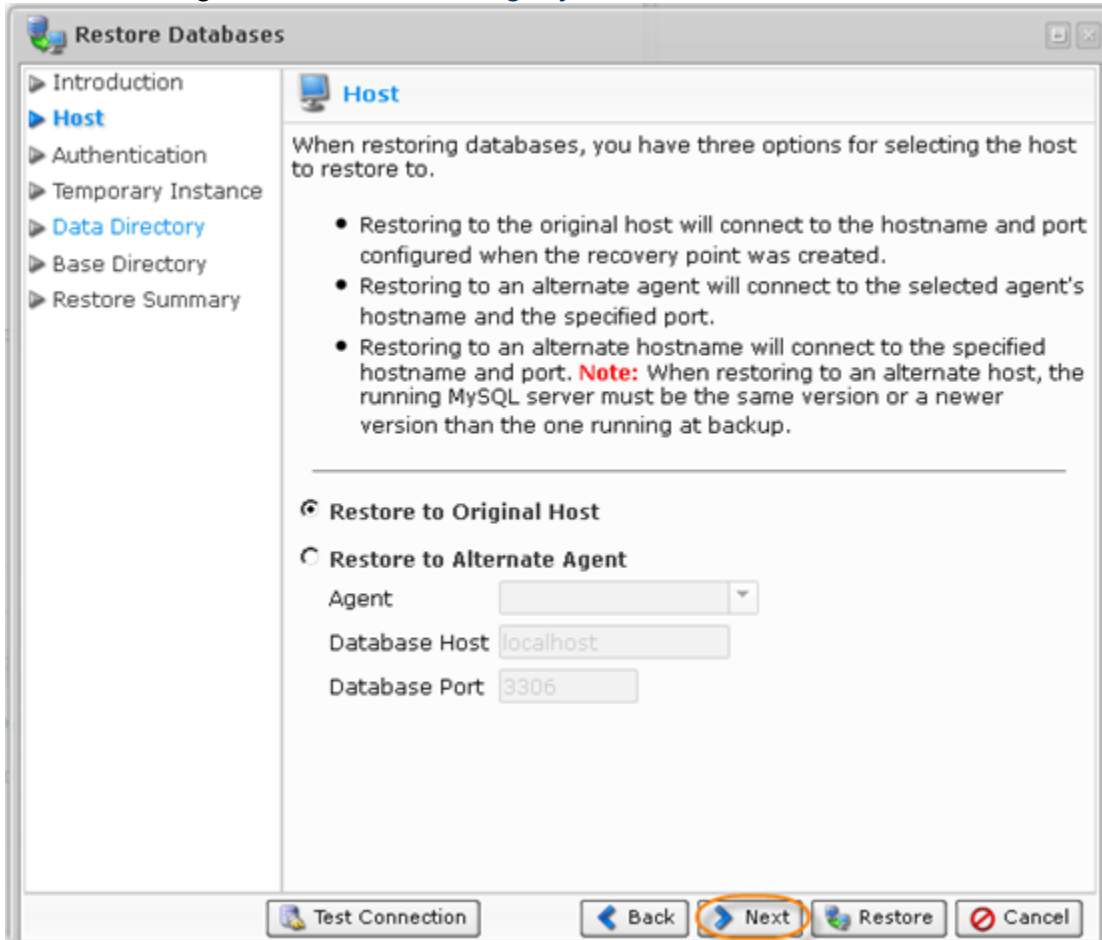 Restore Databases
Introduction
Host
Authentication
Temporary Instance
Data Directory
Base Directory
Restore Summary
Host
When restoring databases, you have three options for selecting the host
to restore to.
• Restoring to the original host will connect to the hostname and port
configured when the recovery point was created.
• Restoring to an alternate agent will connect to the selected agent's
hostname and the specified port.
• Restoring to an alternate hostname will connect to the specified
hostname and port. Note: When restoring to an alternate host, the
running MySQL server must be the same version or a newer
version than the one running at backup.
Restore to Original Host
Restore to Alternate Agent
Agent
Database Host localhost
Database Port 3306
Test Connection Back Next Restore Cancel